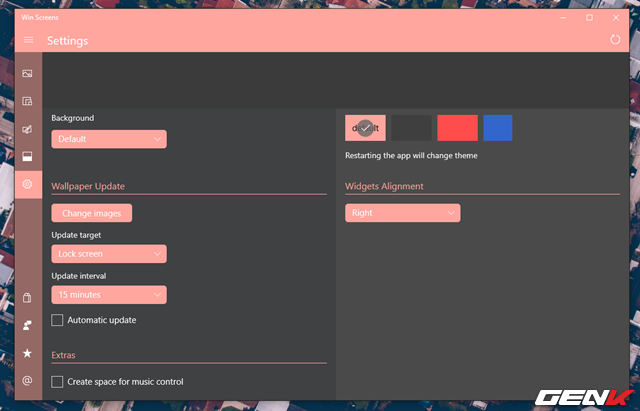 Win Screens
Settings
Background
Default
default
Restarting the app will change theme
Wallpaper Update
Widgets Alignment
Change images
Right
Update target
Lock screen
Update interval
15 minutes
Automatic update
Extras
Create space for music control
GENK